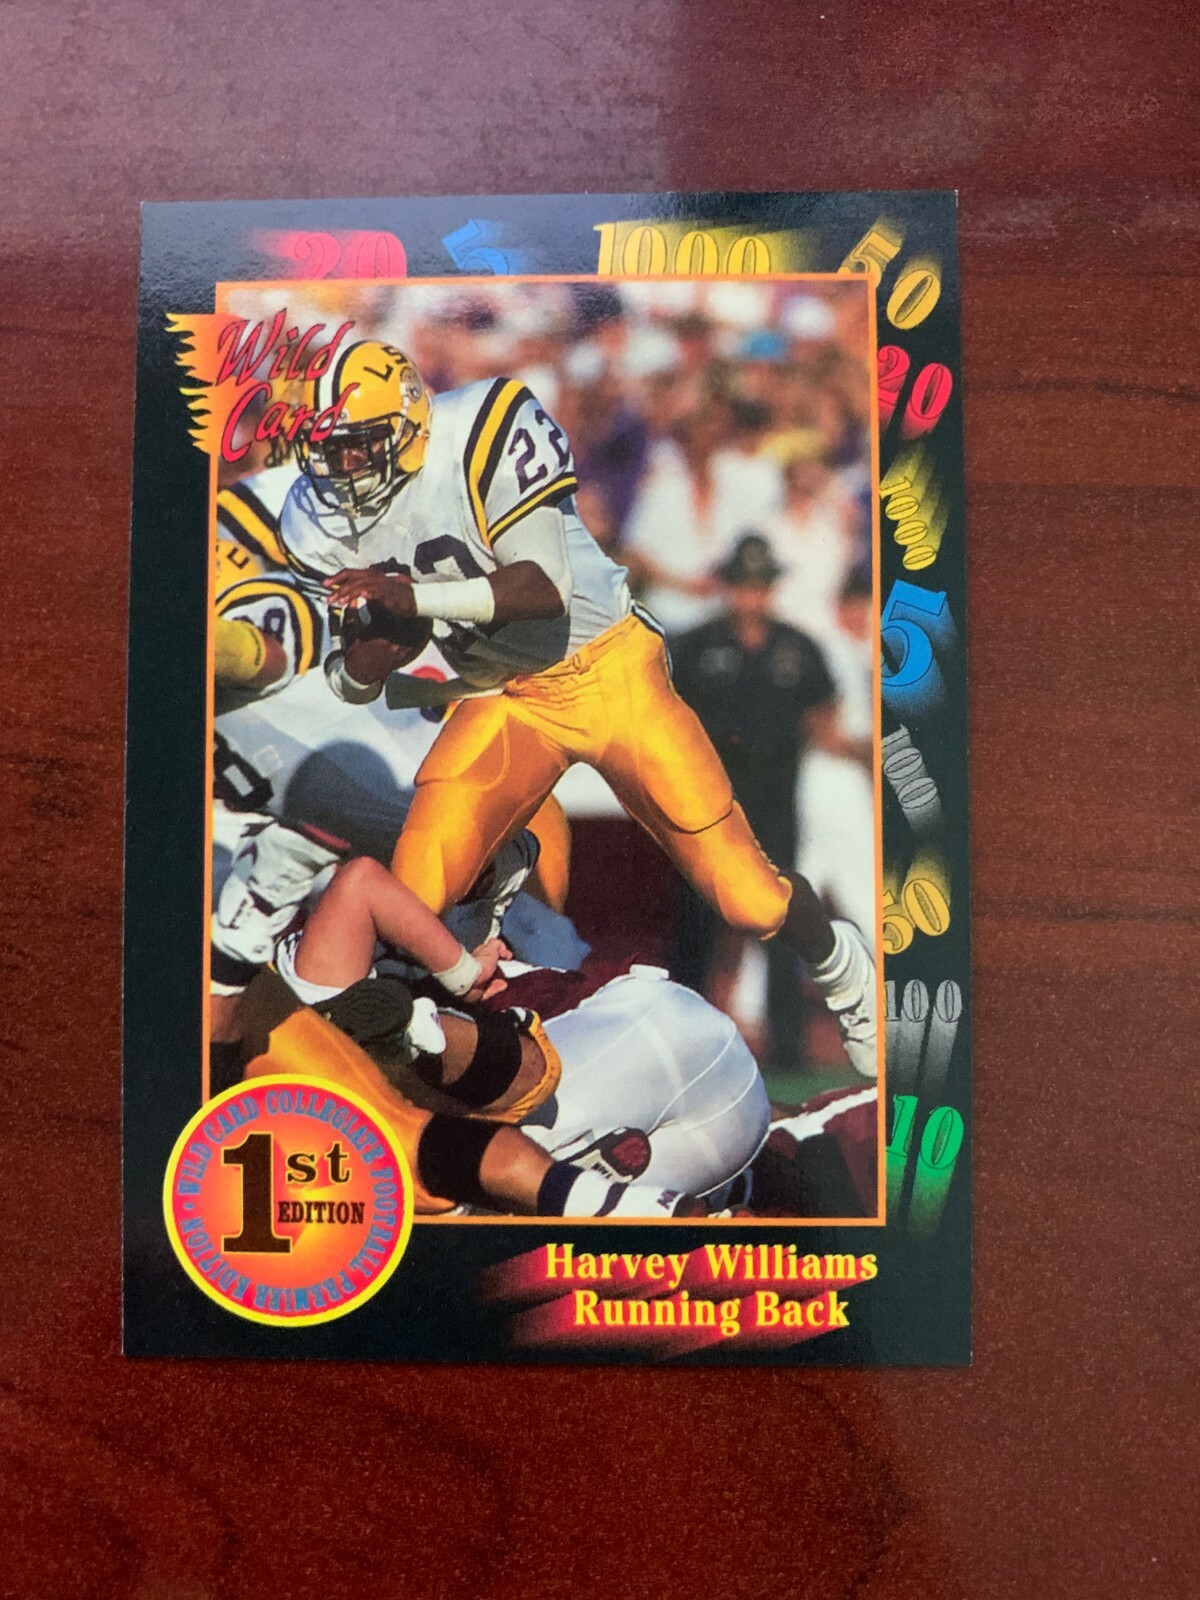 20 5 1000 50
Wild
Card
LSU
22
20
1000
5
22
100
50
100
10
WILD CARD COLLEGIATE FOOTBALL PREMIER EDITION •
1st
EDITION
Harvey Williams
Running Back